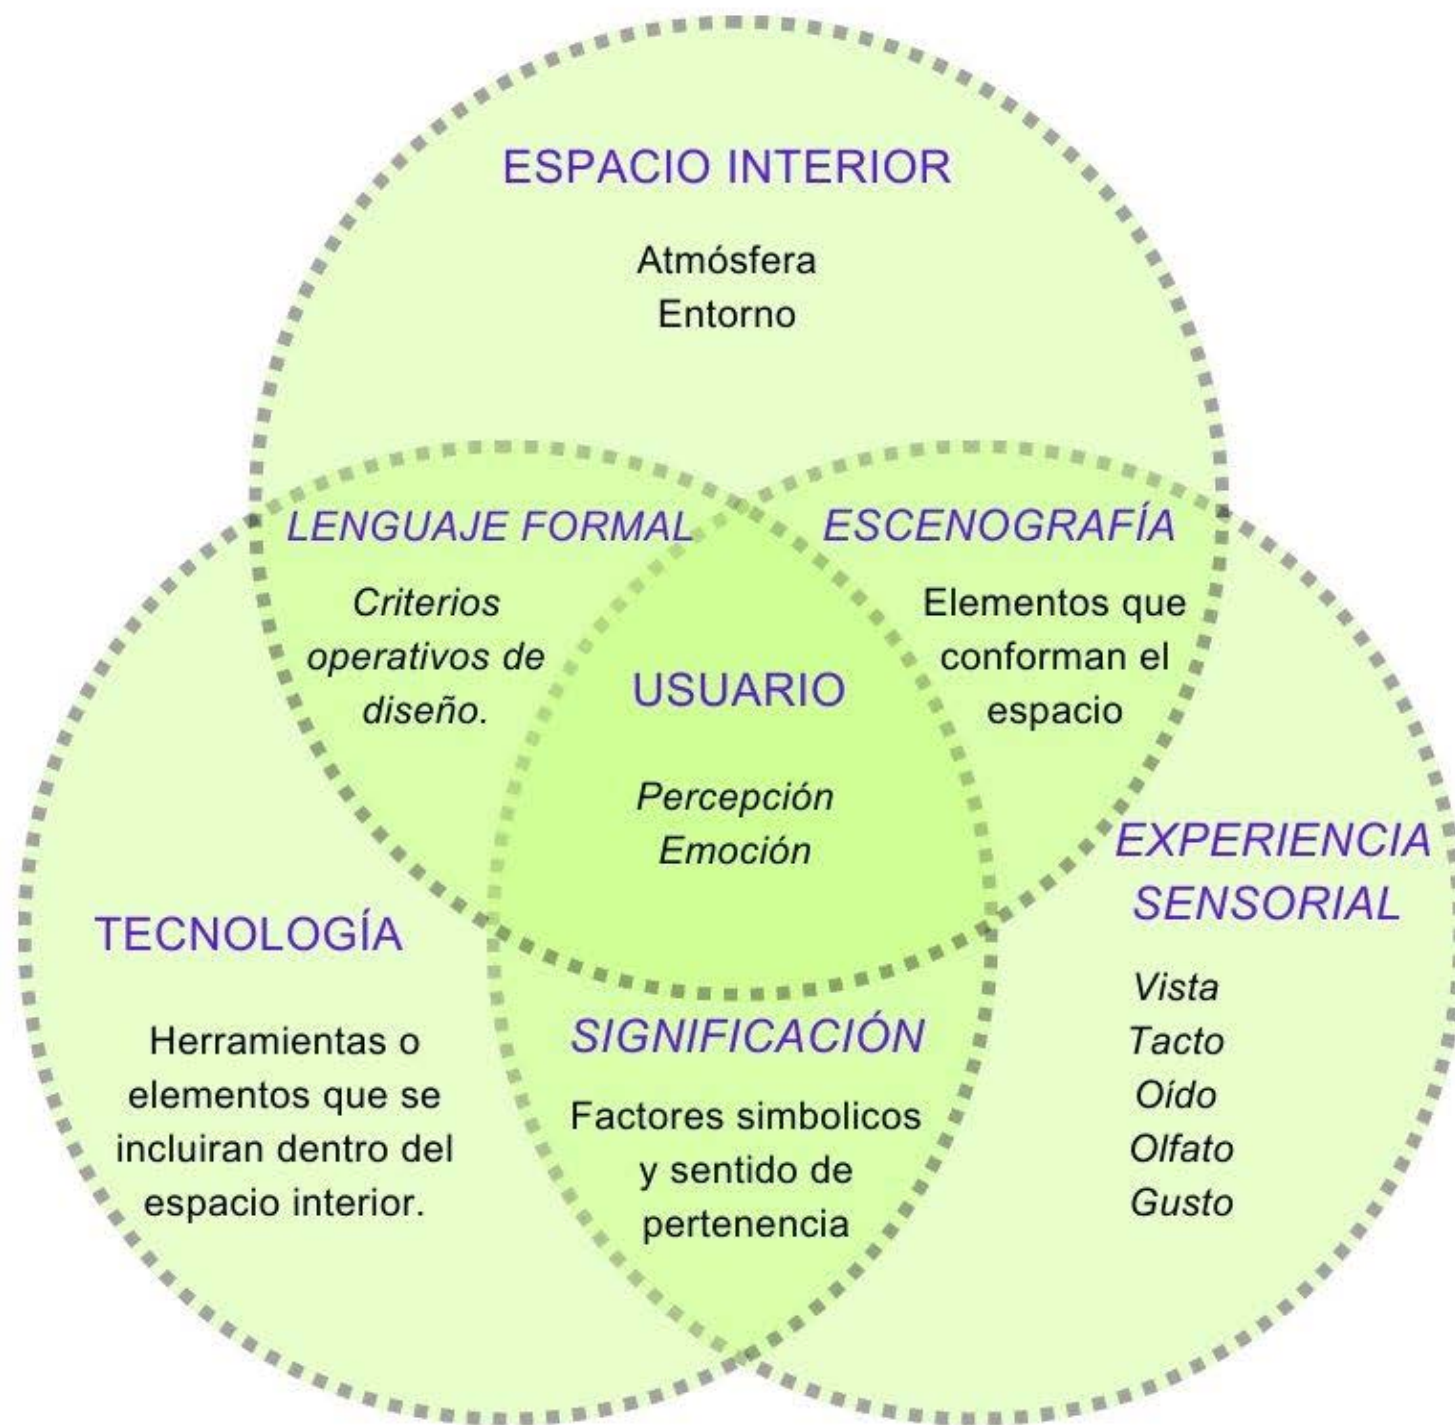 ESPACIO INTERIOR
Atmósfera
Entorno
LENGUAJE FORMAL
Criterios
operativos de
diseño.
ESCENOGRAFÍA
Elementos que
conforman el
espacio
USUARIO
Percepción
Emoción
TECNOLOGÍA
Herramientas o
elementos que se
incluiran dentro del
espacio interior.
SIGNIFICACIÓN
Factores simbolicos
y sentido de
pertenencia
EXPERIENCIA
SENSORIAL
Vista
Tacto
Oído
Olfato
Gusto